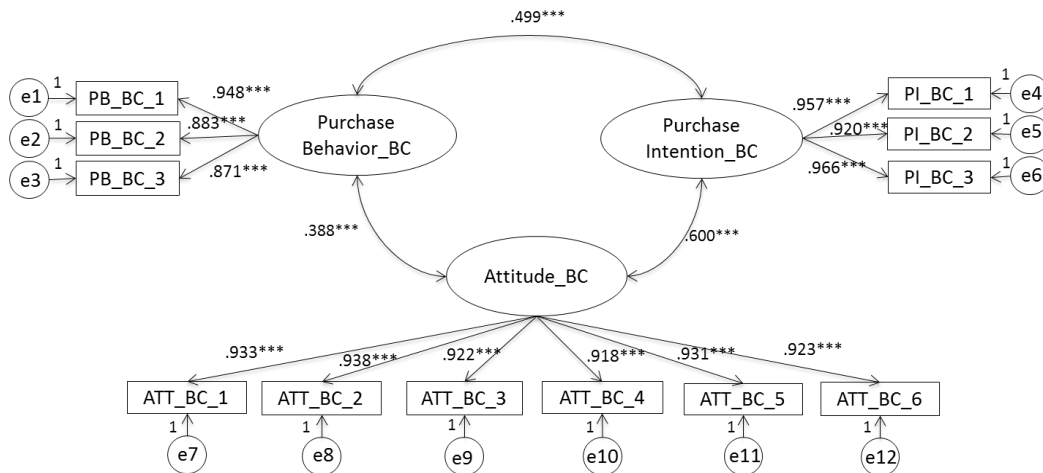 .499***
e1
1
PB_BC_1
.948***
e2
1
PB_BC_2
.883***
e3
1
PB_BC_3
.871***
Purchase
Behavior_BC
Purchase
Intention_BC
.957***
PI_BC_1
1
e4
.920***
PI_BC_2
1
e5
.966***
PI_BC_3
1
e6
.388***
.600***
Attitude_BC
.933***
.938***
.922***
.918***
.931***
.923***
ATT_BC_1
ATT_BC_2
ATT_BC_3
ATT_BC_4
ATT_BC_5
ATT_BC_6
1
1
1
1
1
1
e7
e8
e9
e10
e11
e12